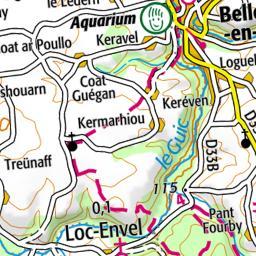 Aquarium
Belle
-en-
oat ar Poullo
Keravel
Coat
Guégan
shouarn
Kermarhiou
Keréven
le Guic
D33B
Treünaff
115
0,1
4
Loc-Envel
Pant
Fourby